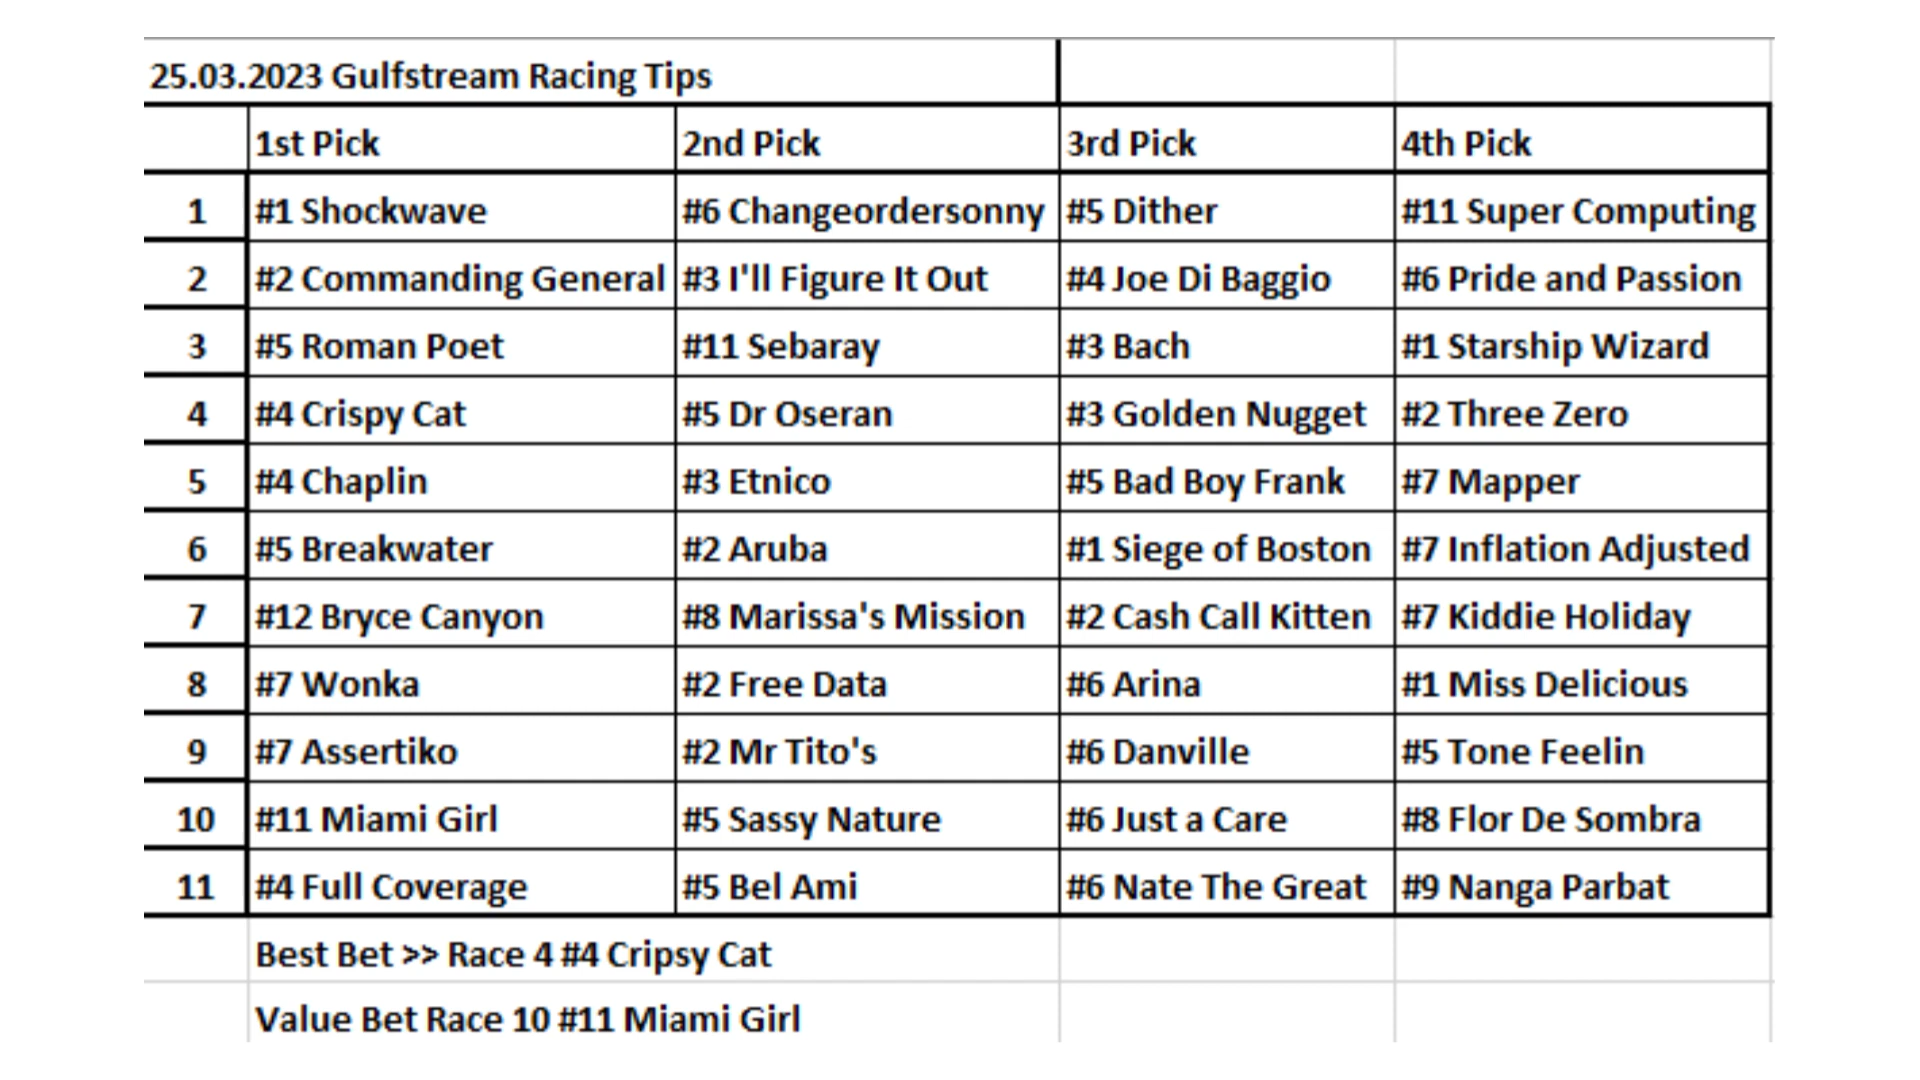 25.03.2023 Gulfstream Racing Tips
1st Pick 2nd Pick 3rd Pick 4th Pick
1 #1 Shockwave #6 Changeordersonny #5 Dither #11 Super Computing
2 #2 Commanding General #3 I'll Figure It Out #4 Joe Di Baggio #6 Pride and Passion
3 #5 Roman Poet #11 Sebaray #3 Bach #1 Starship Wizard
4 #4 Crispy Cat #5 Dr Oseran #3 Golden Nugget #2 Three Zero
5 #4 Chaplin #3 Etnico #5 Bad Boy Frank #7 Mapper
6 #5 Breakwater #2 Aruba #1 Siege of Boston #7 Inflation Adjusted
7 #12 Bryce Canyon #8 Marissa's Mission #2 Cash Call Kitten #7 Kiddie Holiday
8 #7 Wonka #2 Free Data #6 Arina #1 Miss Delicious
9 #7 Assertiko #2 Mr Tito's #6 Danville #5 Tone Feelin
10 #11 Miami Girl #5 Sassy Nature #6 Just a Care #8 Flor De Sombra
11 #4 Full Coverage #5 Bel Ami #6 Nate The Great #9 Nanga Parbat
Best Bet >> Race 4 #4 Cripsy Cat
Value Bet Race 10 #11 Miami Girl